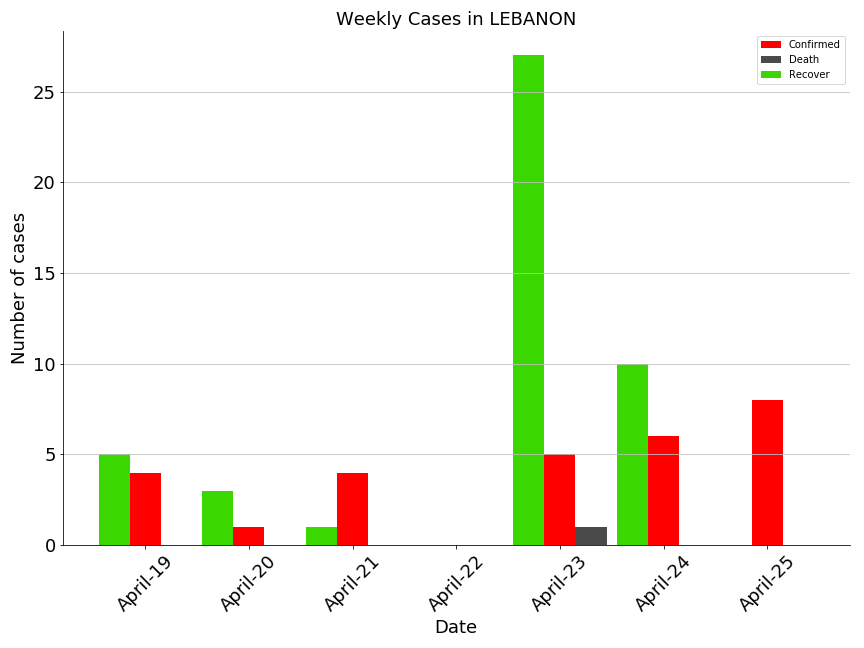 Weekly Cases in LEBANON
Confirmed
Death
Recover
Number of cases
25
20
15
10
5
0
April-19
April-20
April-21
April-22
April-23
April-24
April-25
Date